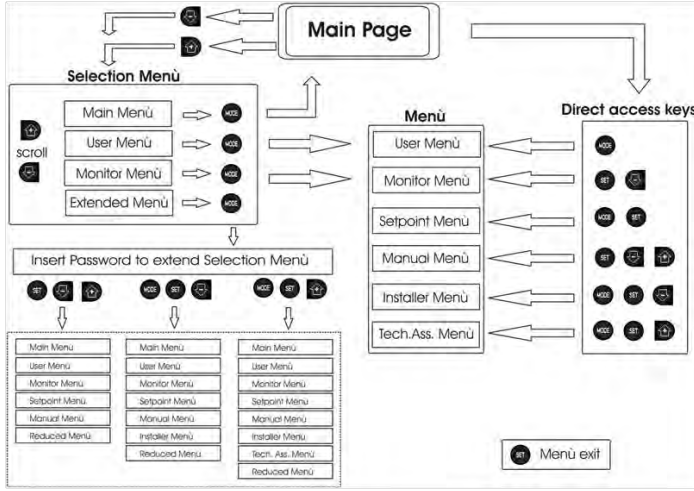 Main Page
Selection Menù
Main Menù MODE
User Menù MODE
scroll
Monitor Menù MODE
Extended Menù MODE
Insert Password to extend Selection Menù
SET
MODE SET
MODE SET
Main Menù
User Menù
Monitor Menù
Setpoint Menù
Manual Menù
Reduced Menù
Main Menù
User Menù
Monitor Menù
Setpoint Menù
Manual Menù
Installer Menù
Reduced Menù
Main Menù
User Menù
Monitor Menù
Setpoint Menù
Manual Menù
Installer Menù
Tech. Ass. Menù
Reduced Menù
Menù
User Menù
Monitor Menù
Setpoint Menù
Manual Menù
Installer Menù
Tech.Ass. Menù
Direct access keys
MODE
SET
MODE SET
SET
MODE SET
MODE SET
SET Menù exit